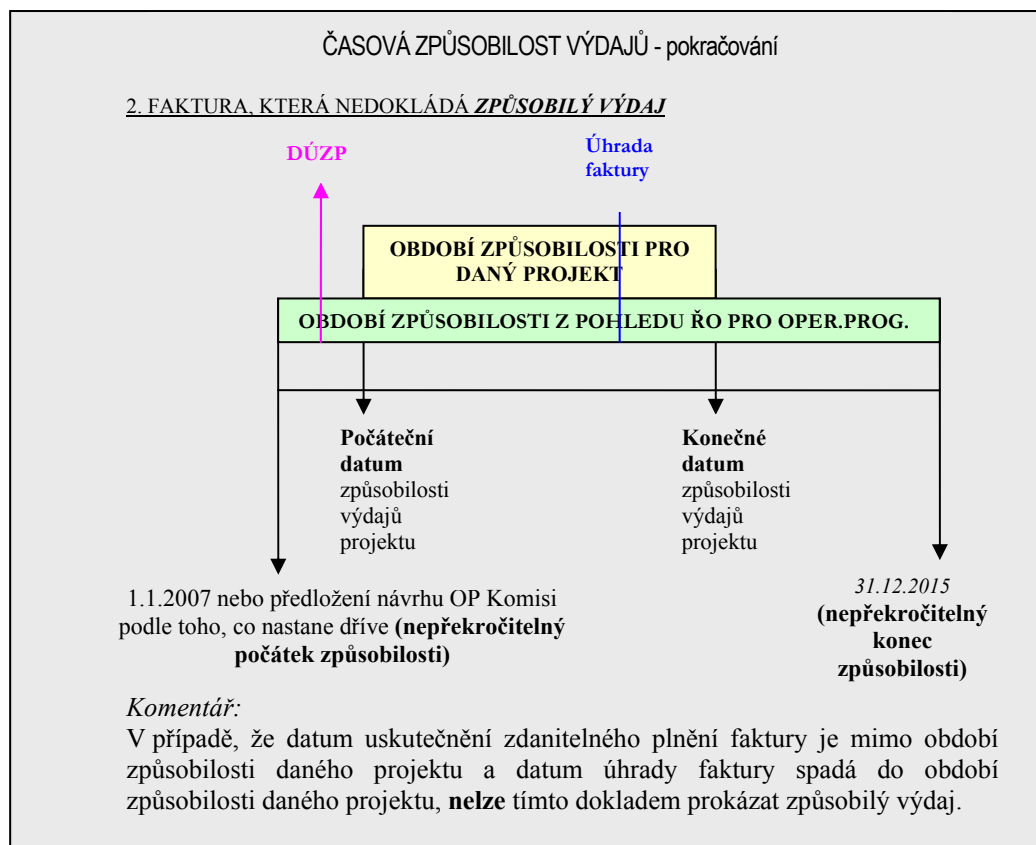 ČASOVÁ ZPŮSOBILOST VÝDAJŮ - pokračování
2. FAKTURA, KTERÁ NEDOKLÁDÁ ZPŮSOBILÝ VÝDAJ
DÚZP
Úhrada
faktury
OBDOBÍ ZPŮSOBILOSTI PRO
DANÝ PROJEKT
OBDOBÍ ZPŮSOBILOSTI Z POHLEDU ŘO PRO OPER.PROG.
Počáteční
datum
způsobilosti
výdajů
projektu
Konečné
datum
způsobilosti
výdajů
projektu
1.1.2007 nebo předložení návrhu OP Komisi
podle toho, co nastane dříve (nepřekročitelný
počátek způsobilosti)
31.12.2015
(nepřekročitelný
konec
způsobilosti)
Komentář:
V případě, že datum uskutečnění zdanitelného plnění faktury je mimo období
způsobilosti daného projektu a datum úhrady faktury spadá do období
způsobilosti daného projektu, nelze tímto dokladem prokázat způsobilý výdaj.